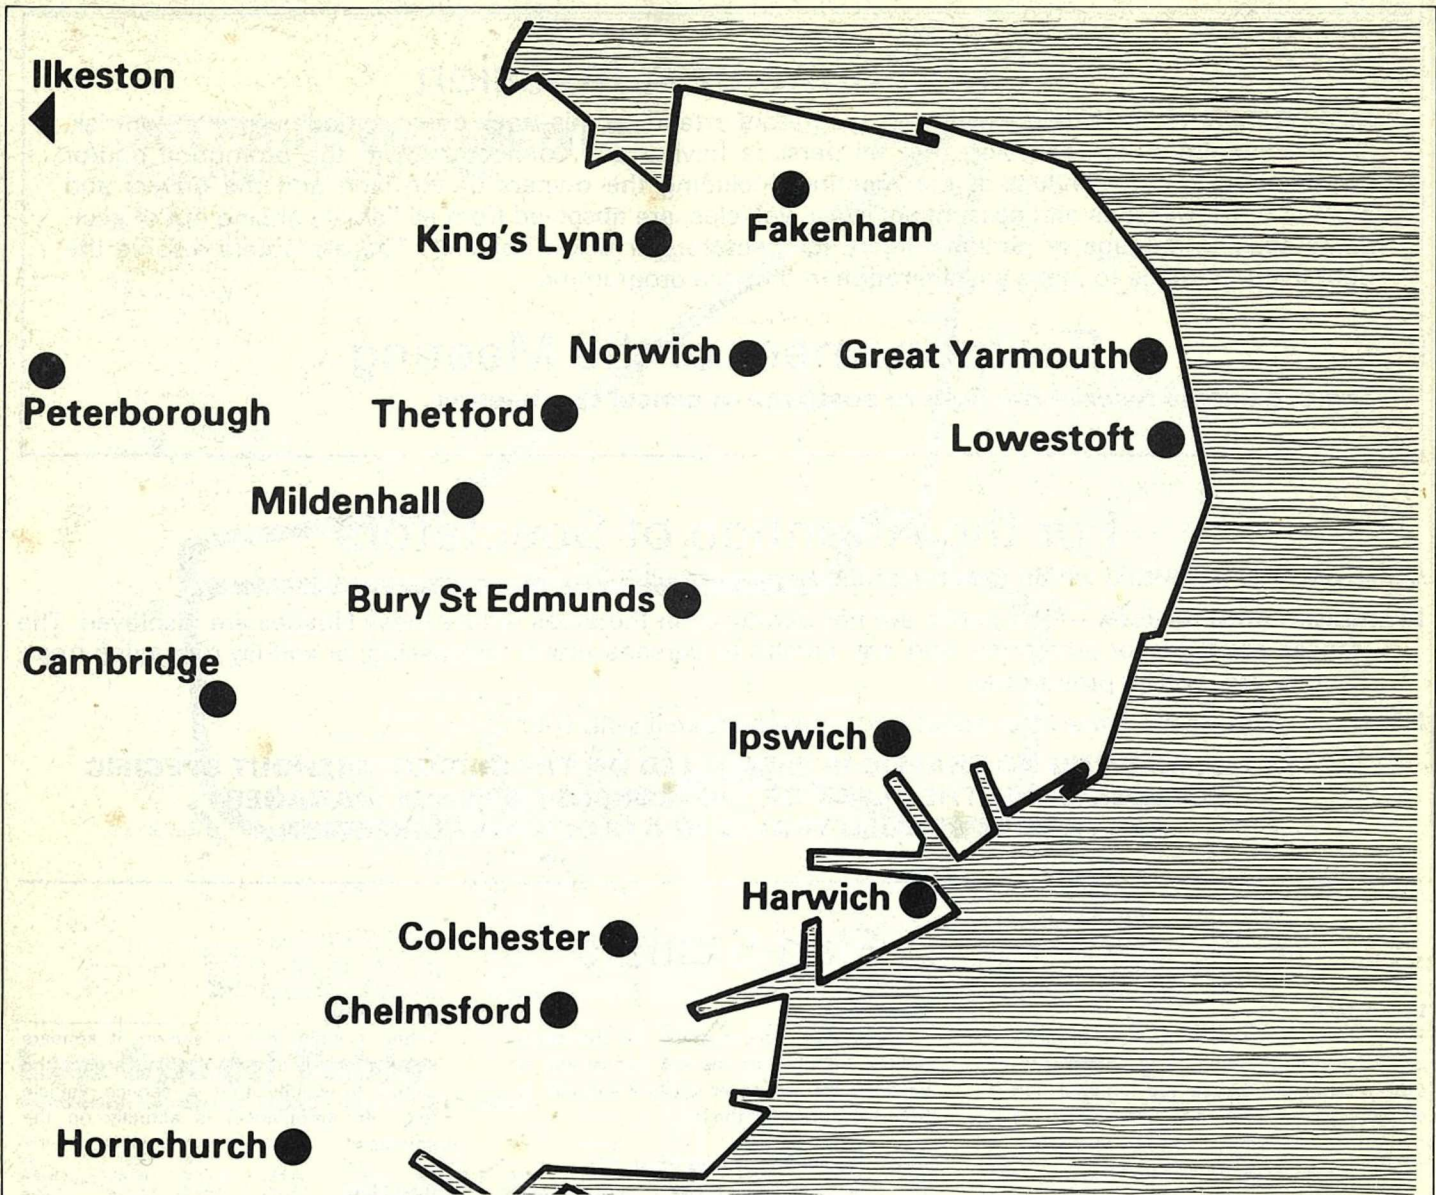 Ilkeston
Fakenham
King's Lynn
Norwich
Great Yarmouth
Peterborough
Thetford
Lowestoft
Mildenhall
Bury St Edmunds
Cambridge
Ipswich
Harwich
Colchester
Chelmsford
Hornchurch